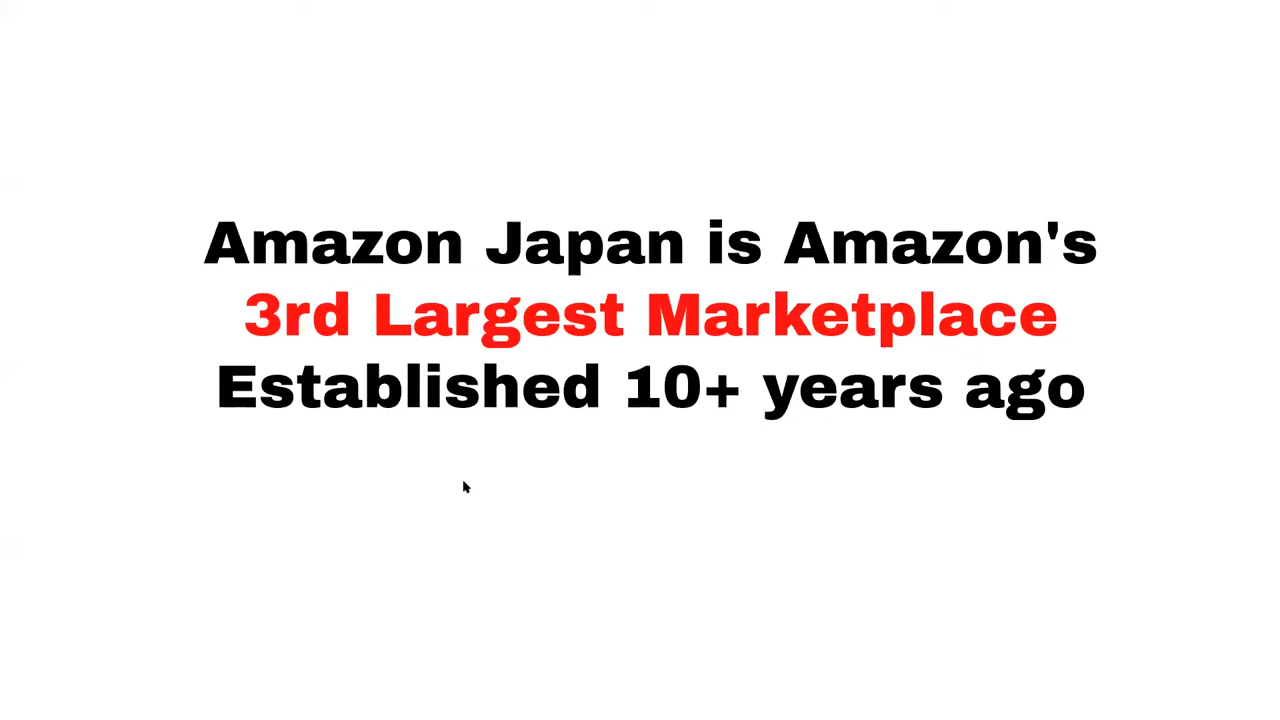 Amazon Japan is Amazon's
3rd Largest Marketplace
Established 10+ years ago